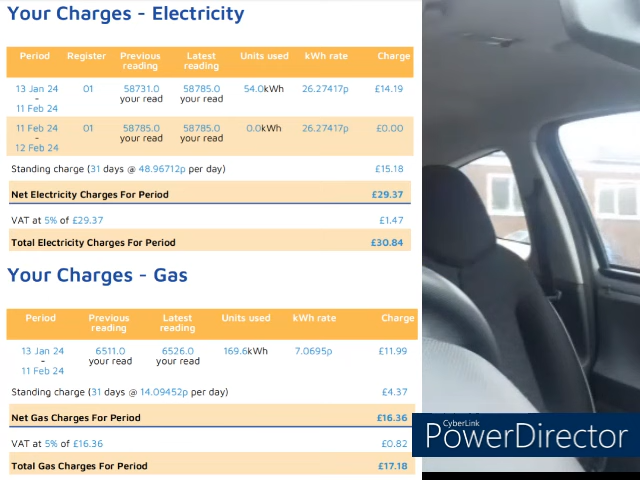 Your Charges - Electricity
Period Register Previous reading Latest reading Units used kWh rate Charge
13 Jan 24 - 11 Feb 24 01 58731.0 your read 58785.0 your read 54.0kWh 26.27417p £14.19
11 Feb 24 - 12 Feb 24 01 58785.0 your read 58785.0 your read 0.0kWh 26.27417p £0.00
Standing charge (31 days @ 48.96712p per day) £15.18
Net Electricity Charges For Period £29.37
VAT at 5% of £29.37 £1.47
Total Electricity Charges For Period £30.84
Your Charges - Gas
Period Previous reading Latest reading Units used kWh rate Charge
13 Jan 24 - 11 Feb 24 6511.0 your read 6526.0 your read 169.6kWh 7.0695p £11.99
Standing charge (31 days @ 14.09452p per day) £4.37
Net Gas Charges For Period £16.36
VAT at 5% of £16.36 £0.82
Total Gas Charges For Period £17.18
CyberLink
PowerDirector